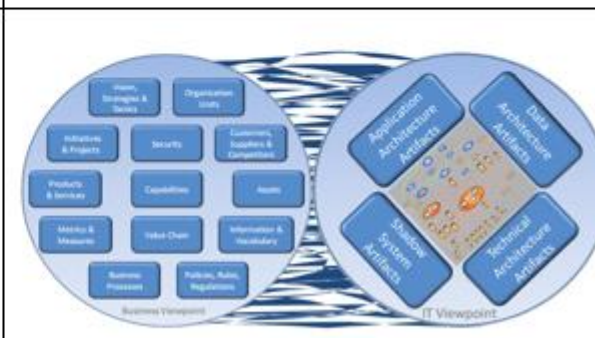 Vision,
Strategies &
Tactics
Organization
Units
Initiatives
& Projects
Security
Customers,
Suppliers &
Competitors
Products
& Services
Capabilities
Assets
Metrics &
Measures
Value Chain
Information &
Vocabulary
Business
Processes
Policies, Rules,
Regulations
Business Viewpoint
Application
Architecture
Artifacts
Data
Architecture
Artifacts
Shadow
System
Artifacts
Technical
Architecture
Artifacts
IT Viewpoint